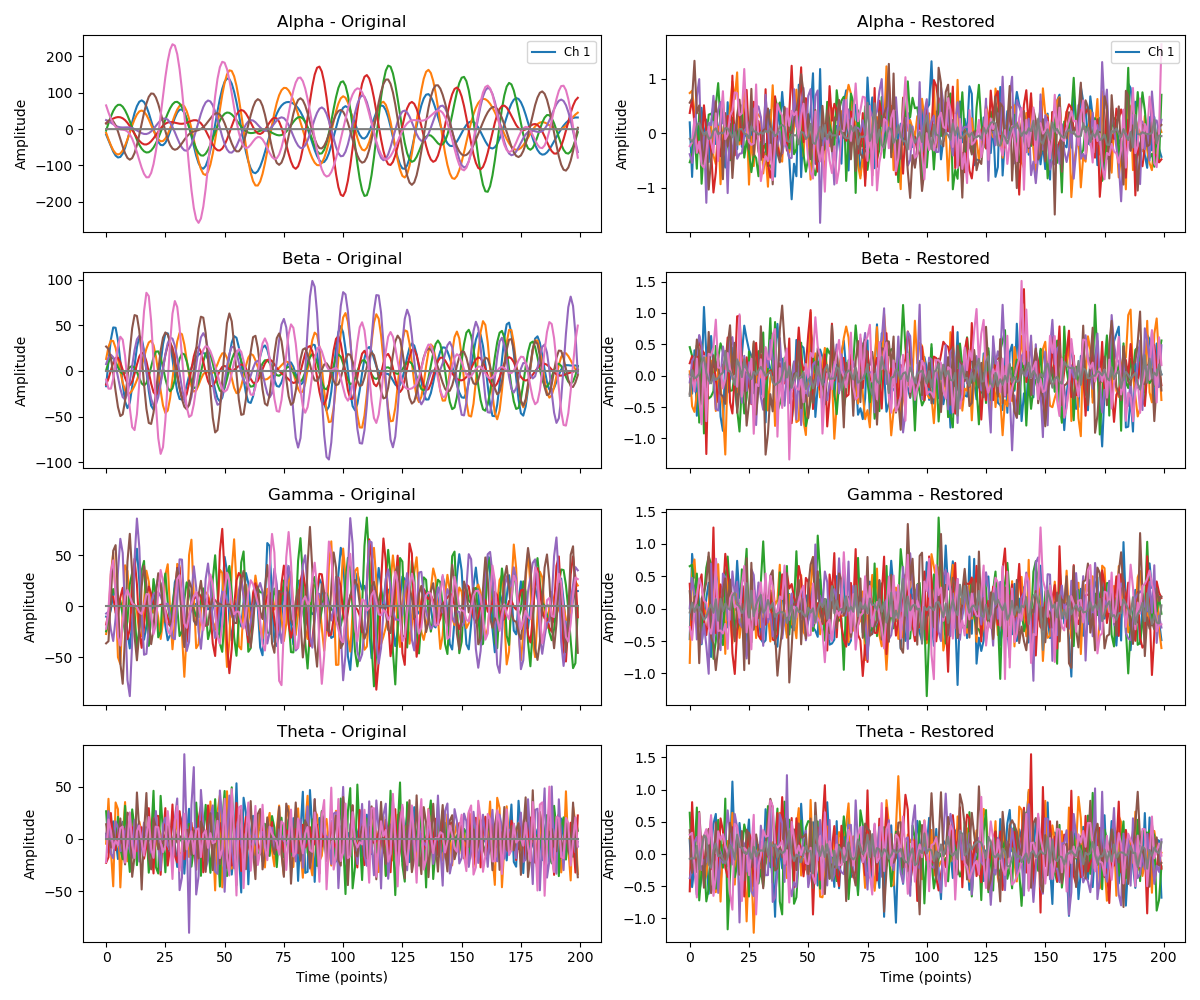 Alpha - Original
Alpha - Restored
Amplitude
200
100
0
−100
−200
Ch 1
Amplitude
1
0
−1
Ch 1
Beta - Original
Beta - Restored
Amplitude
100
50
0
−50
−100
Amplitude
1.5
1.0
0.5
0.0
−0.5
−1.0
Gamma - Original
Gamma - Restored
Amplitude
50
0
−50
Amplitude
1.5
1.0
0.5
0.0
−0.5
−1.0
Theta - Original
Theta - Restored
Amplitude
50
0
−50
Amplitude
1.5
1.0
0.5
0.0
−0.5
−1.0
0 25 50 75 100 125 150 175 200
0 25 50 75 100 125 150 175 200
Time (points)
Time (points)